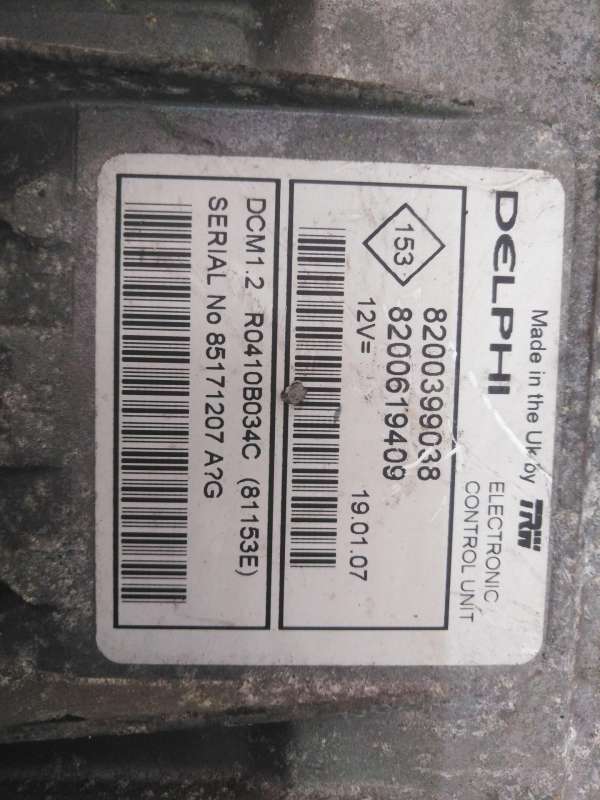 Made in the Uk by TRW
DELPHI
ELECTRONIC
CONTROL UNIT
153
8200399038
8200619409
12V=
19.01.07
DCM1.2 R0410B034C (81153E)
SERIAL No 85171207 A?G